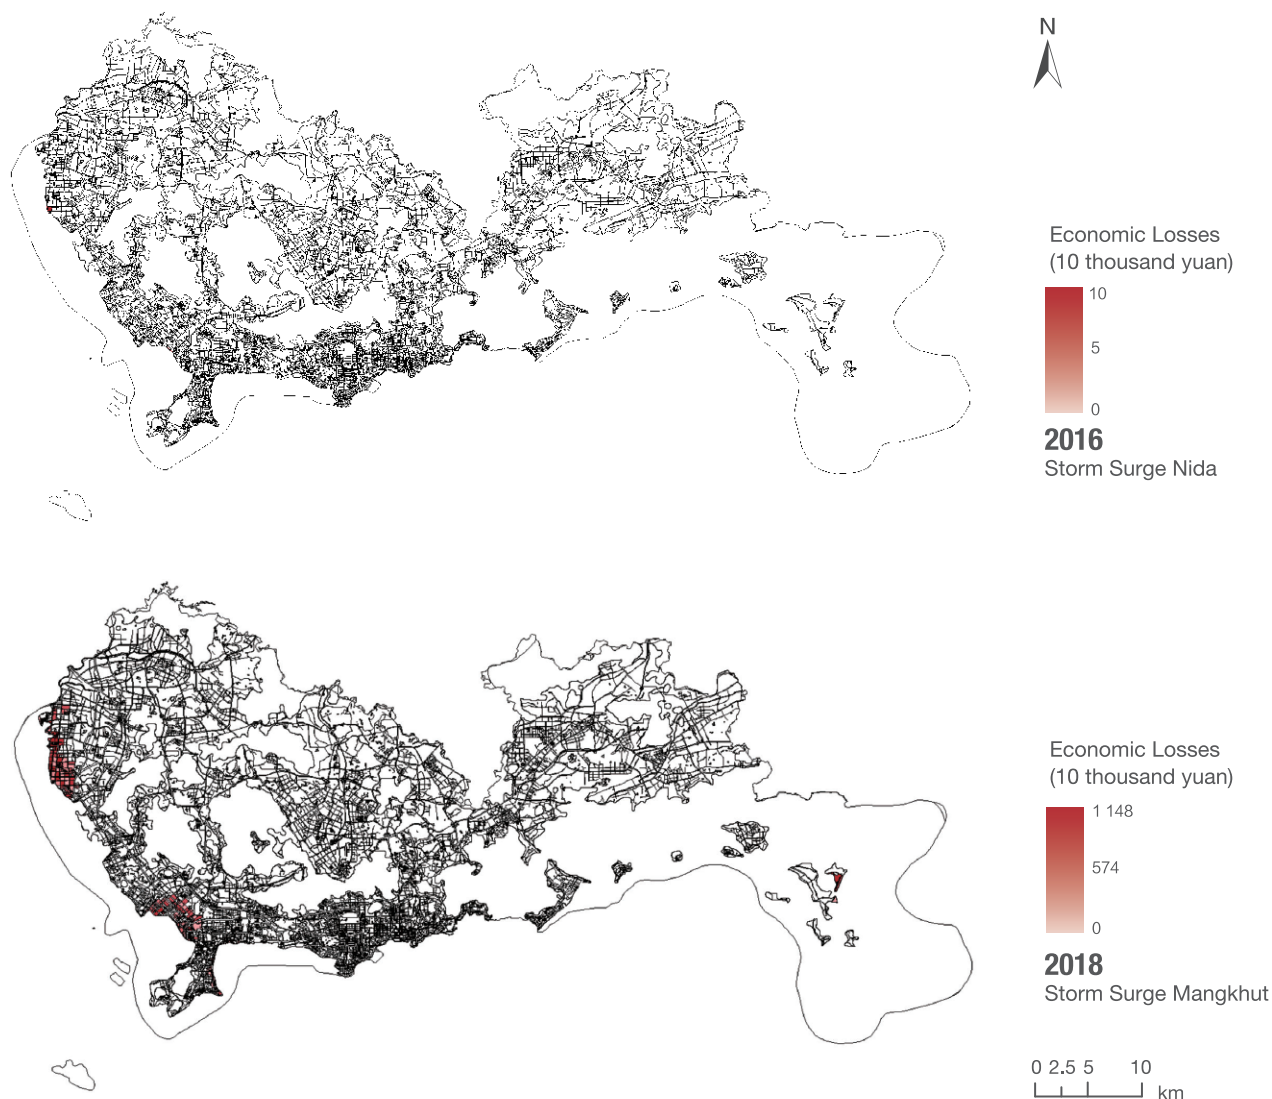 N
Economic Losses
(10 thousand yuan)
10
5
0
2016
Storm Surge Nida
Economic Losses
(10 thousand yuan)
1 148
574
0
2018
Storm Surge Mangkhut
0 2.5 5 10
km